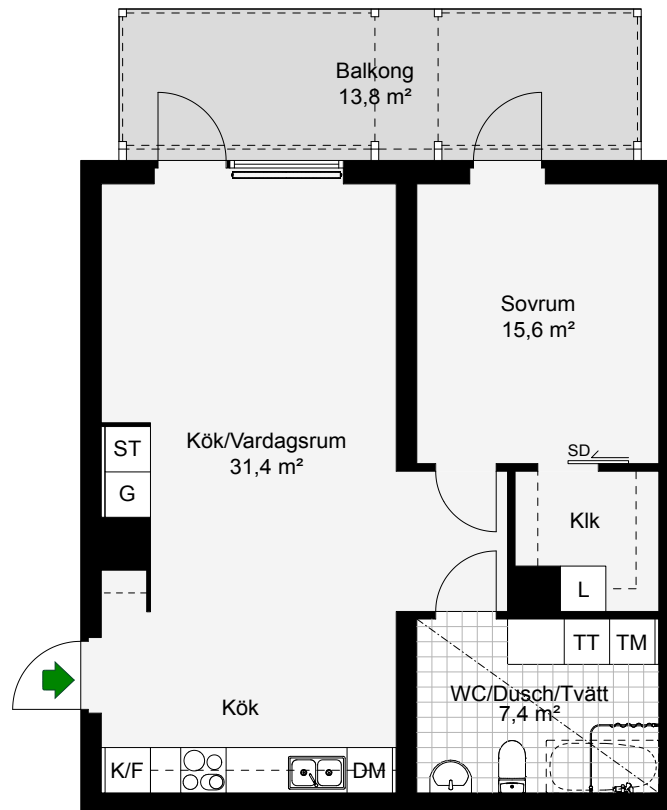 Balkong
13,8 m²
Sovrum
15,6 m²
Kök/Vardagsrum
31,4 m²
ST
G
SD
Klk
L
TT
TM
WC/Dusch/Tvätt
7,4 m²
Kök
K/F
DM